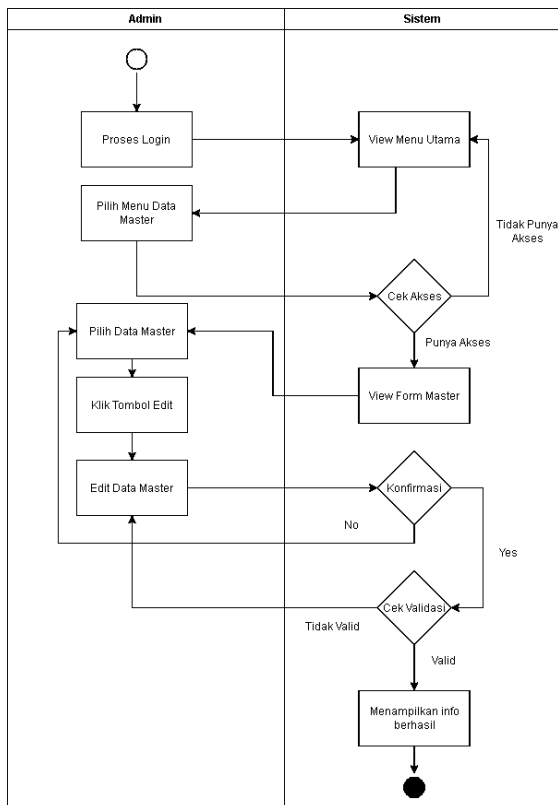 Admin
Sistem
Proses Login
View Menu Utama
Pilih Menu Data
Master
Tidak Punya
Akses
Cek Akses
Pilih Data Master
Punya Akses
View Form Master
Klik Tombol Edit
Edit Data Master
Konfirmasi
No
Yes
Cek Validasi
Tidak Valid
Valid
Menampilkan info
berhasil